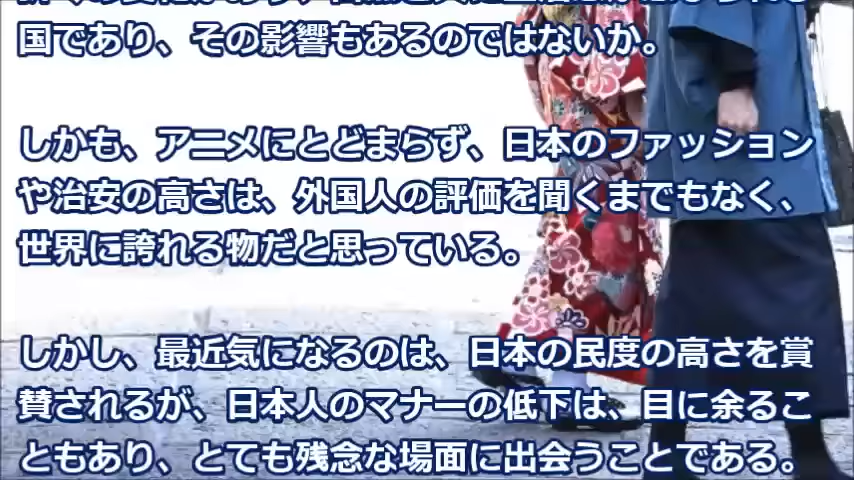 国であり、その影響もあるのではないか。
しかも、アニメにとどまらず、日本のファッション
や治安の高さは、外国人の評価を聞くまでもなく、
世界に誇れる物だと思っている。
しかし、最近気になるのは、日本の民度の高さを賞
賛されるが、日本人のマナーの低下は、目に余るこ
ともあり、とても残念な場面に出会うことである。